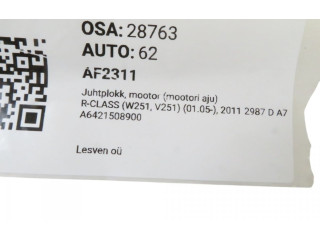 OSA: 28763
AUTO: 62
AF2311
Juhtplokk, mootor (mootori aju)
R-CLASS (W251, V251) (01.05-), 2011 2987 D A7
A6421508900
Lesven oü